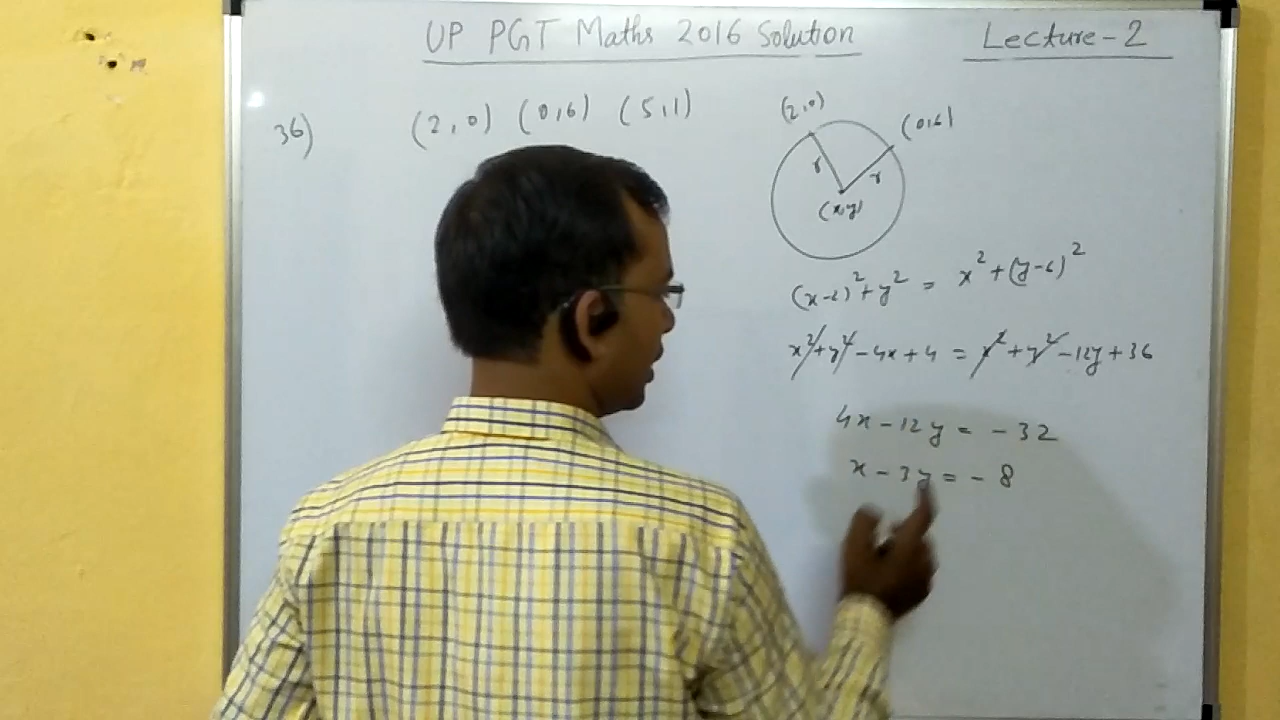 UP PGT Maths 2016 Solution
Lecture-2
36) (2,0) (0,6) (5,1)
(2,0)
(0,6)
r r
(x,y)
(x-2)²+y² = x²+(y-6)²
x²+y²-4x+4 = x²+y²-12y+36
4x-12y = -32
x-3y = -8